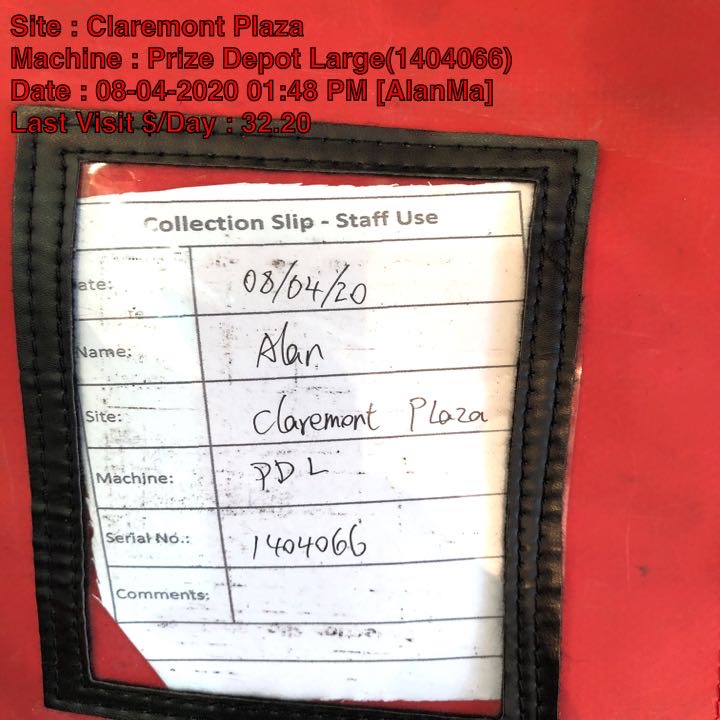 Site : Claremont Plaza
Machine : Prize Depot Large(1404066)
Date : 08-04-2020 01:48 PM [AlanMa]
Last Visit $/Day : 32.20
Collection Slip - Staff Use
ate: 08/04/20
Name: Alan
Site: Claremont Plaza
Machine: PDL
Serial No.: 1404066
Comments: